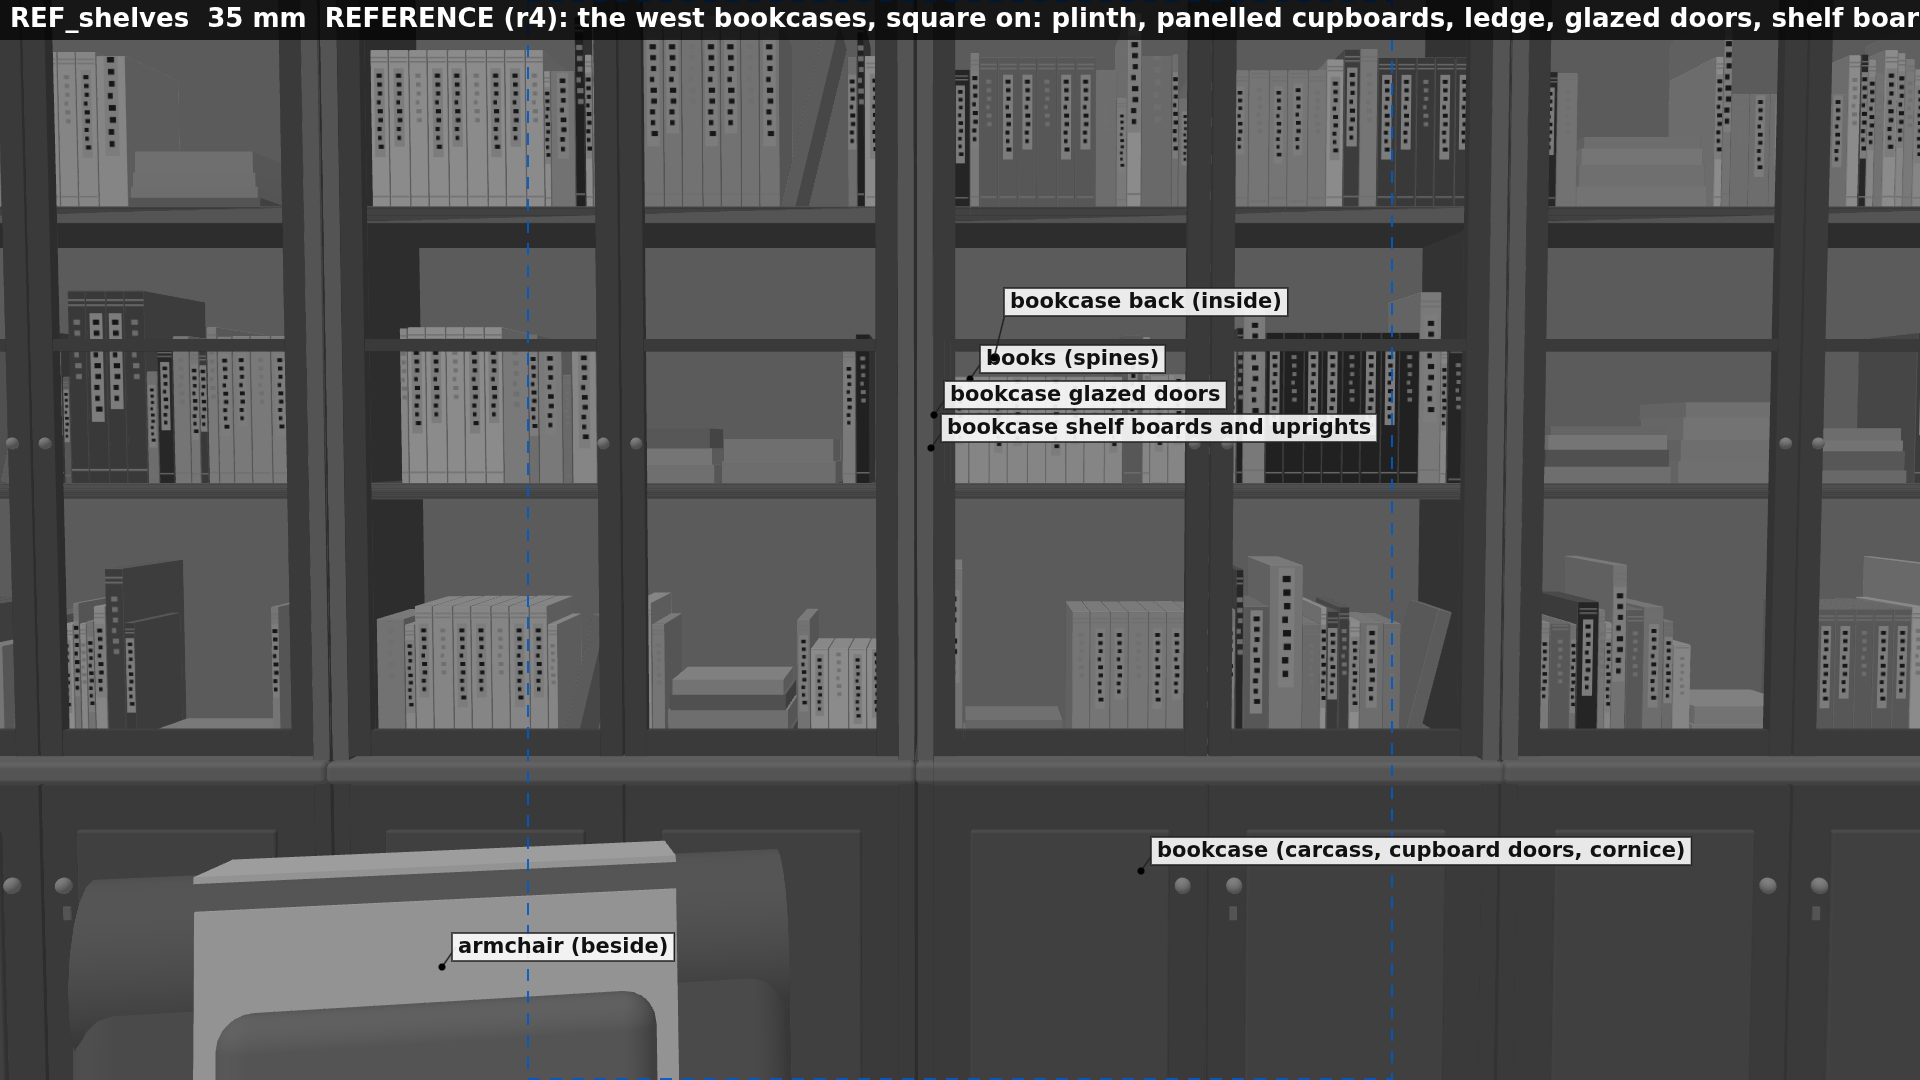 REF_shelves 35 mm REFERENCE (r4): the west bookcases, square on: plinth, panelled cupboards, ledge, glazed doors, shelf boar
bookcase back (inside)
books (spines)
bookcase glazed doors
bookcase shelf boards and uprights
bookcase (carcass, cupboard doors, cornice)
armchair (beside)